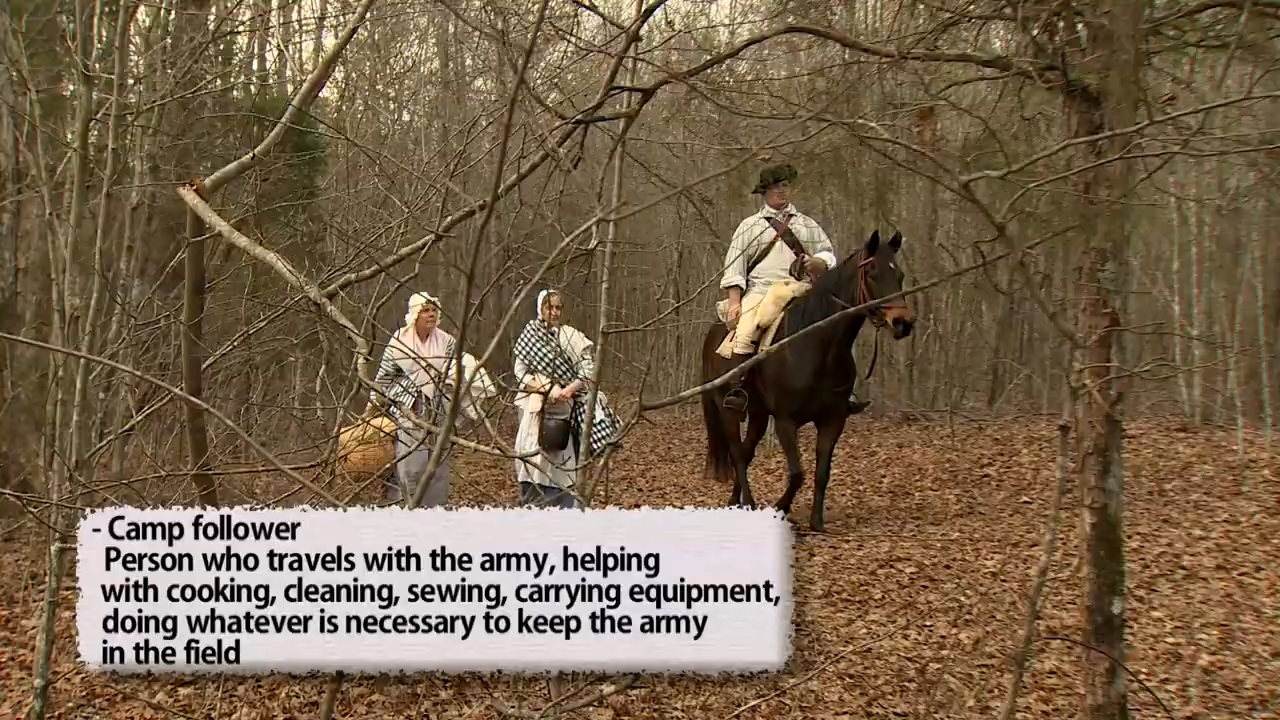 - Camp follower
Person who travels with the army, helping
with cooking, cleaning, sewing, carrying equipment,
doing whatever is necessary to keep the army
in the field